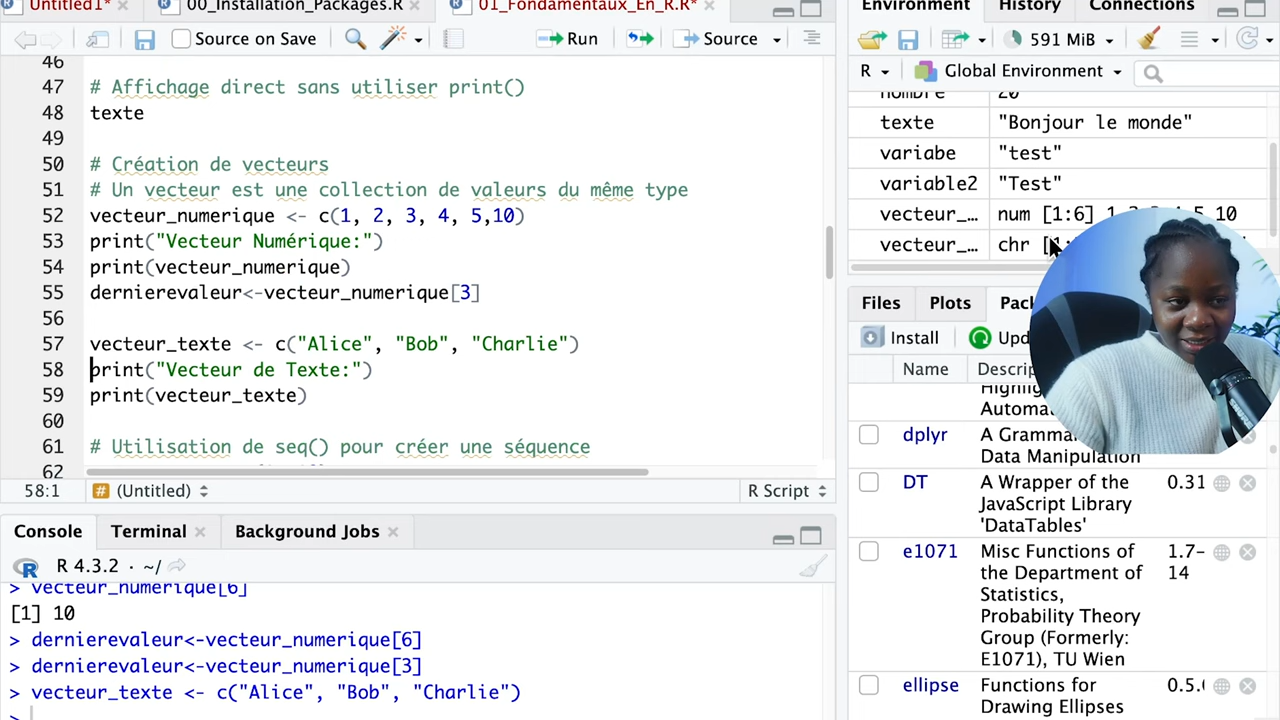 Untitled1*
00_Installation_Packages.R
01_Fondamentaux_En_R.R*
Source on Save
Run
Source
46
47 # Affichage direct sans utiliser print()
48 texte
49
50 # Création de vecteurs
51 # Un vecteur est une collection de valeurs du même type
52 vecteur_numerique <- c(1, 2, 3, 4, 5,10)
53 print("Vecteur Numérique:")
54 print(vecteur_numerique)
55 dernierevaleur<-vecteur_numerique[3]
56
57 vecteur_texte <- c("Alice", "Bob", "Charlie")
58 print("Vecteur de Texte:")
59 print(vecteur_texte)
60
61 # Utilisation de seq() pour créer une séquence
62
58:1 # (Untitled) R Script
Console Terminal Background Jobs
R R 4.3.2 · ~/
> vecteur_numerique[6]
[1] 10
> dernierevaleur<-vecteur_numerique[6]
> dernierevaleur<-vecteur_numerique[3]
> vecteur_texte <- c("Alice", "Bob", "Charlie")
>
Environment History Connections
591 MiB
R Global Environment
nombre 20
texte "Bonjour le monde"
variabe "test"
variable2 "Test"
vecteur_… num [1:6] 1 2 3 4 5 10
vecteur_… chr
Files Plots
Install
Name
Automa
dplyr A Gramma
Data Manipulation
DT A Wrapper of the 0.31
JavaScript Library
'DataTables'
e1071 Misc Functions of 1.7-
the Department of 14
Statistics,
Probability Theory
Group (Formerly:
E1071), TU Wien
ellipse Functions for 0.5.
Drawing Ellipses